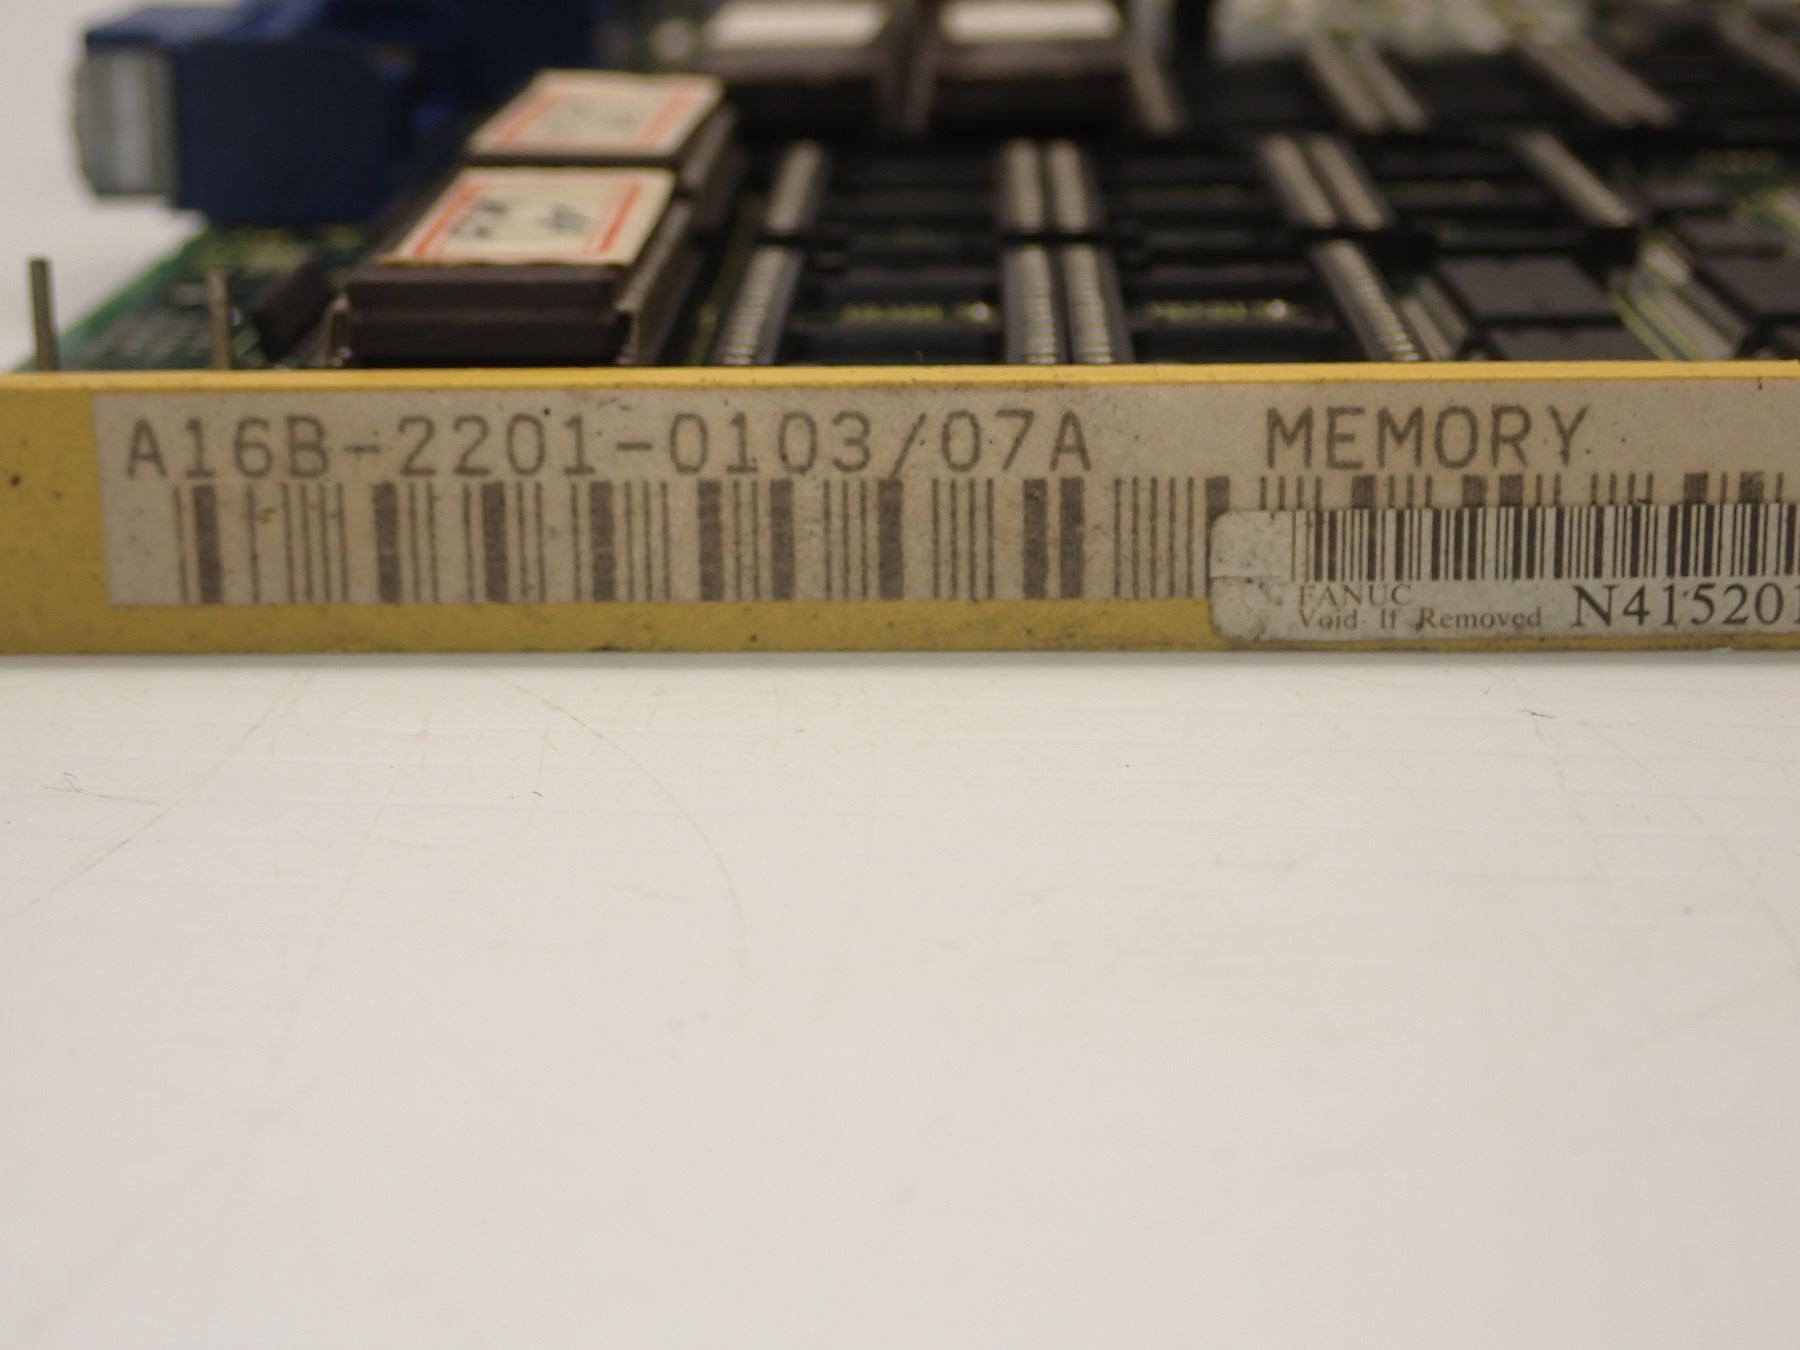 A16B-2201-0103/07A MEMORY
FANUC
Void If Removed N415201